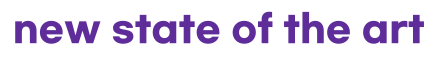 new state of the art